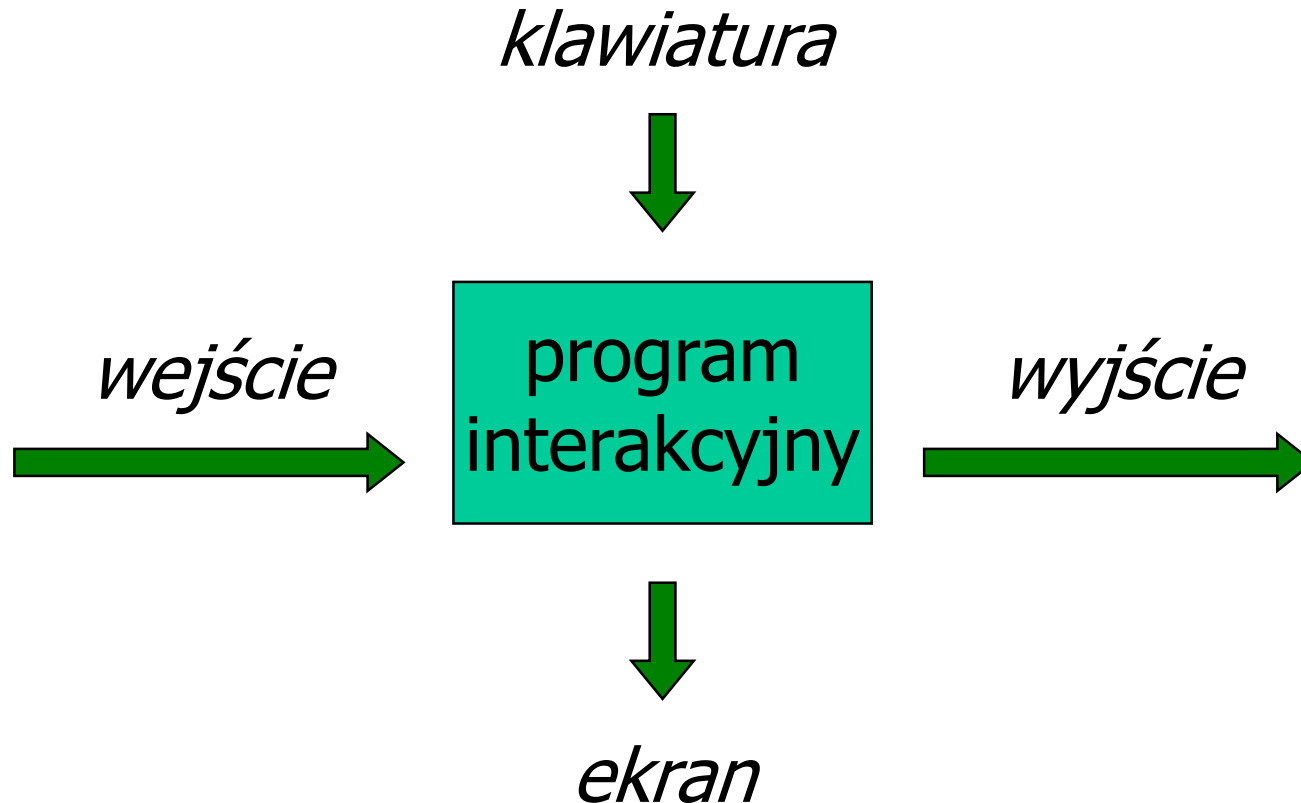 klawiatura
wejście
program
interakcyjny
wyjście
ekran